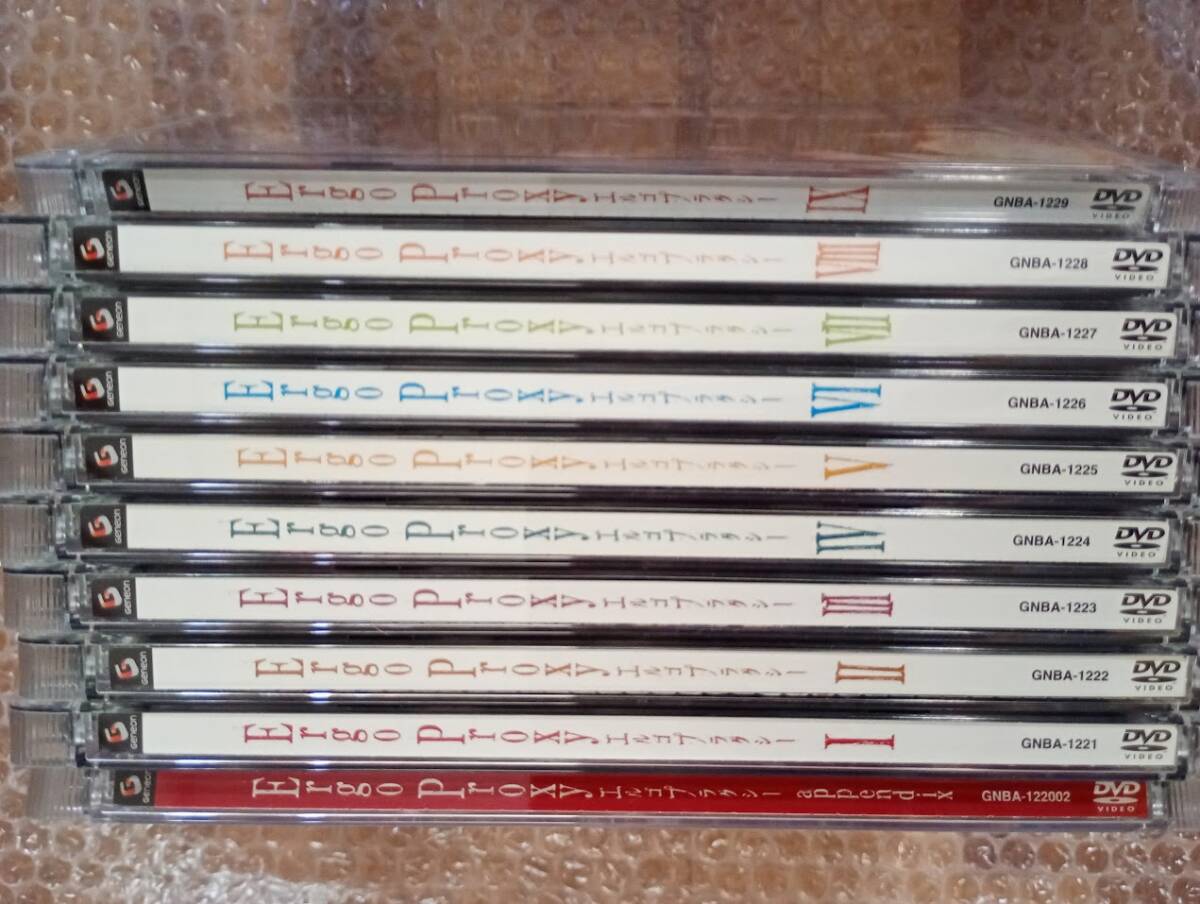 geneon Ergo Proxy エルゴプラクシー IX GNBA-1229 DVD VIDEO
geneon Ergo Proxy エルゴプラクシー VIII GNBA-1228 DVD VIDEO
geneon Ergo Proxy エルゴプラクシー VII GNBA-1227 DVD VIDEO
geneon Ergo Proxy エルゴプラクシー VI GNBA-1226 DVD VIDEO
geneon Ergo Proxy エルゴプラクシー V GNBA-1225 DVD VIDEO
geneon Ergo Proxy エルゴプラクシー IV GNBA-1224 DVD VIDEO
geneon Ergo Proxy エルゴプラクシー III GNBA-1223 DVD VIDEO
geneon Ergo Proxy エルゴプラクシー II GNBA-1222 DVD VIDEO
geneon Ergo Proxy エルゴプラクシー I GNBA-1221 DVD VIDEO
geneon Ergo Proxy エルゴプラクシー appendix GNBA-122002 DVD VIDEO